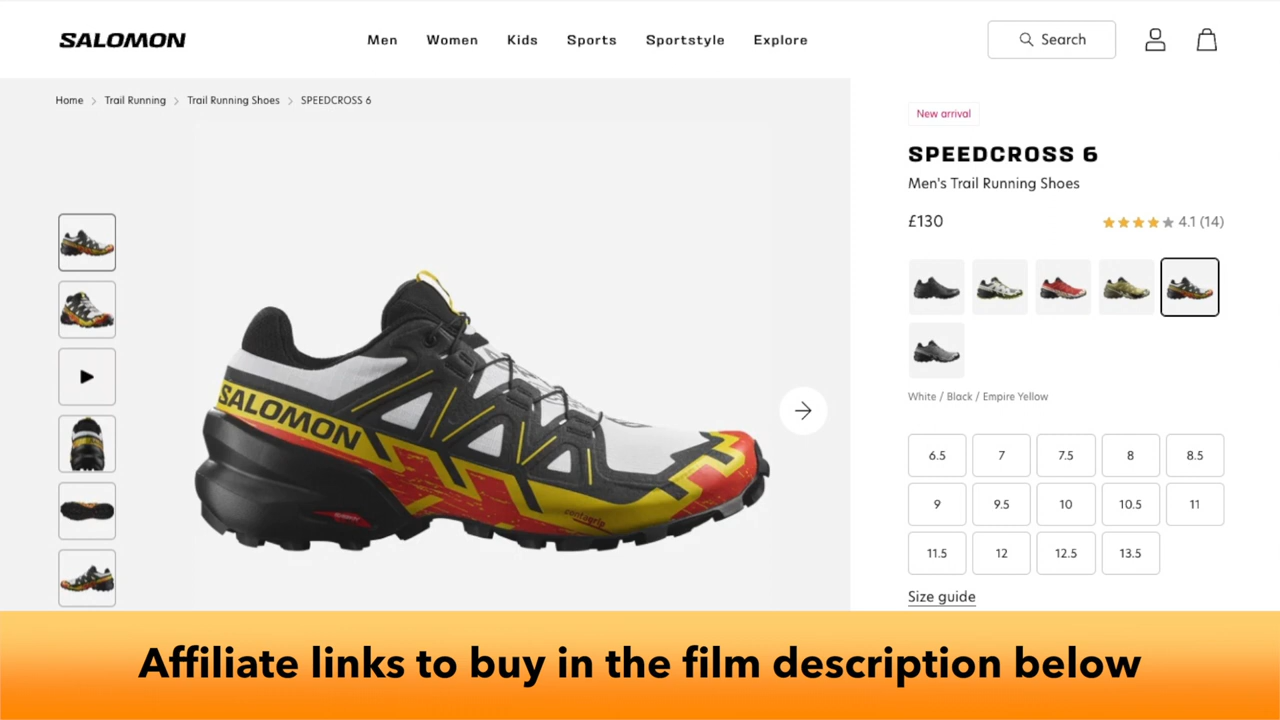 SALOMON
Men Women Kids Sports Sportstyle Explore
Search
Home > Trail Running > Trail Running Shoes > SPEEDCROSS 6
New arrival
SPEEDCROSS 6
Men's Trail Running Shoes
£130
4.1 (14)
White / Black / Empire Yellow
6.5 7 7.5 8 8.5
9 9.5 10 10.5 11
11.5 12 12.5 13.5
Size guide
SALOMON
contagrip
Affiliate links to buy in the film description below